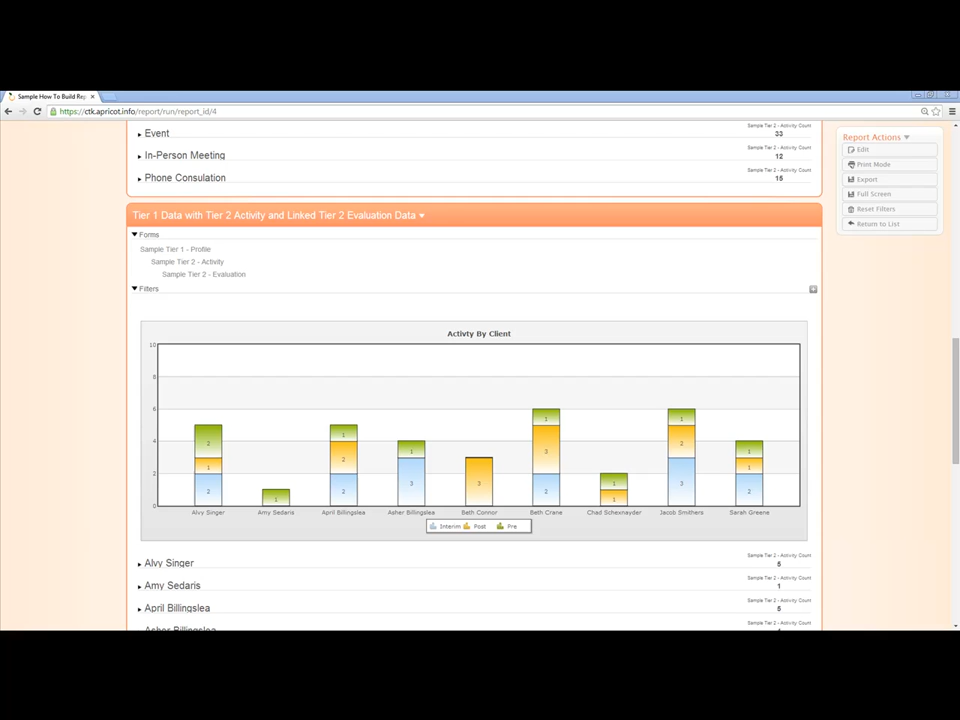 Sample How To Build Rep
https://ctk.apricot.info/report/run/report_id/4
Event
Sample Tier 2 - Activity Count
33
In-Person Meeting
Sample Tier 2 - Activity Count
12
Phone Consulation
Sample Tier 2 - Activity Count
15
Report Actions
Edit
Print Mode
Export
Full Screen
Reset Filters
Return to List
Tier 1 Data with Tier 2 Activity and Linked Tier 2 Evaluation Data
Forms
Sample Tier 1 - Profile
Sample Tier 2 - Activity
Sample Tier 2 - Evaluation
Filters
Activty By Client
10
8
6
4
2
0
2
1
2
1
1
2
2
1
3
3
1
3
2
1
1
1
2
3
1
1
2
Alvy Singer Amy Sedaris April Billingslea Asher Billingslea Beth Connor Beth Crane Chad Schexnayder Jacob Smithers Sarah Greene
Interim Post Pre
Alvy Singer
Sample Tier 2 - Activity Count
5
Amy Sedaris
Sample Tier 2 - Activity Count
1
April Billingslea
Sample Tier 2 - Activity Count
5
Asher Billingslea
Sample Tier 2 - Activity Count